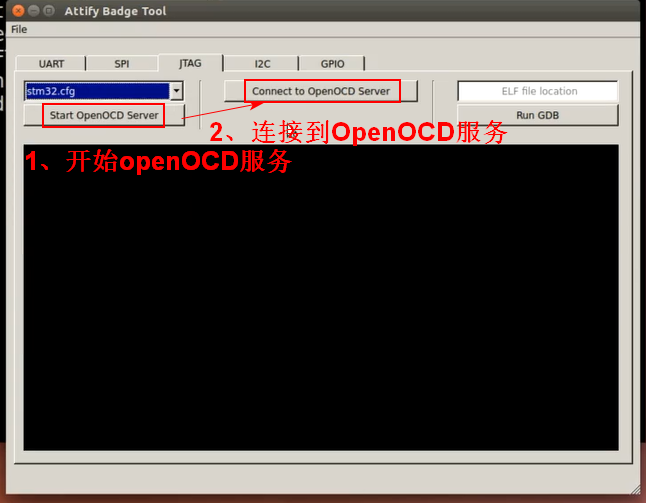 Attify Badge Tool
File
UART SPI JTAG I2C GPIO
stm32.cfg Connect to OpenOCD Server ELF file location
Start OpenOCD Server Run GDB
2、连接到OpenOCD服务
1、开始openOCD服务